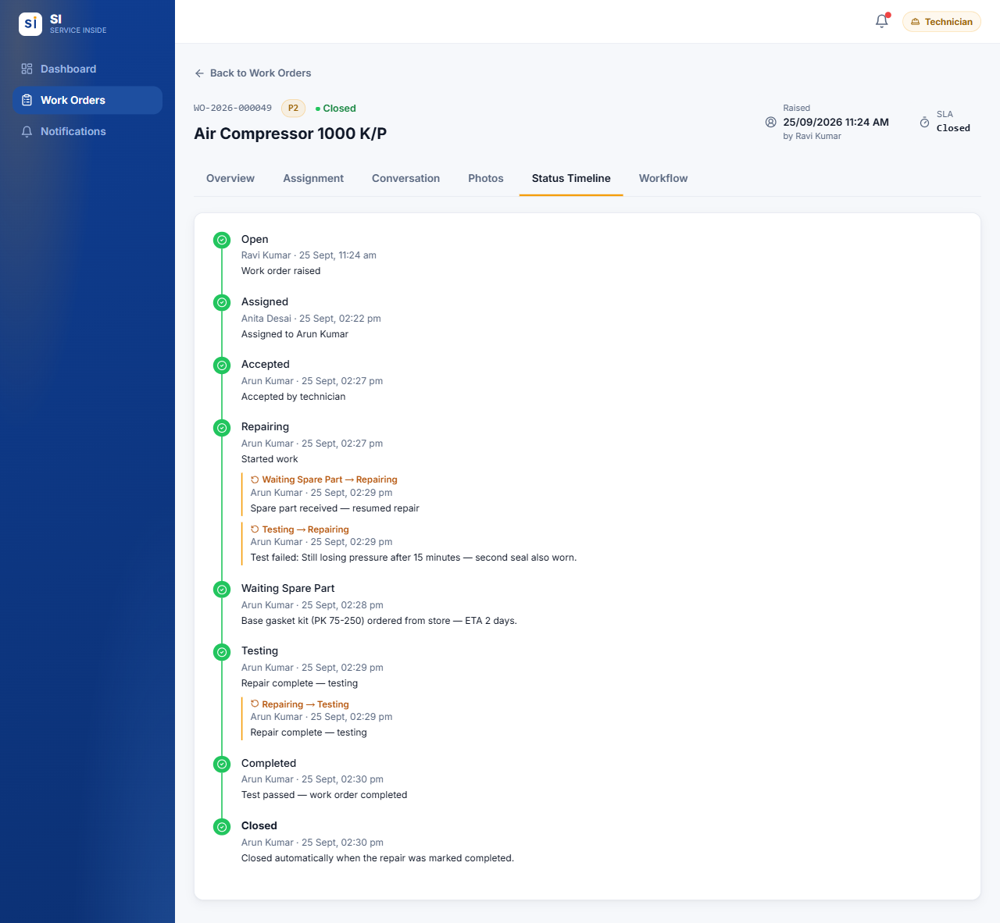 si
SI
SERVICE INSIDE
Dashboard
Work Orders
Notifications
Technician
Back to Work Orders
WO-2026-000049 P2 Closed
Air Compressor 1000 K/P
Raised
25/09/2026 11:24 AM
by Ravi Kumar
SLA
Closed
Overview Assignment Conversation Photos Status Timeline Workflow
Open
Ravi Kumar · 25 Sept, 11:24 am
Work order raised
Assigned
Anita Desai · 25 Sept, 02:22 pm
Assigned to Arun Kumar
Accepted
Arun Kumar · 25 Sept, 02:27 pm
Accepted by technician
Repairing
Arun Kumar · 25 Sept, 02:27 pm
Started work
Waiting Spare Part → Repairing
Arun Kumar · 25 Sept, 02:29 pm
Spare part received — resumed repair
Testing → Repairing
Arun Kumar · 25 Sept, 02:29 pm
Test failed: Still losing pressure after 15 minutes — second seal also worn.
Waiting Spare Part
Arun Kumar · 25 Sept, 02:28 pm
Base gasket kit (PK 75-250) ordered from store — ETA 2 days.
Testing
Arun Kumar · 25 Sept, 02:29 pm
Repair complete — testing
Repairing → Testing
Arun Kumar · 25 Sept, 02:29 pm
Repair complete — testing
Completed
Arun Kumar · 25 Sept, 02:30 pm
Test passed — work order completed
Closed
Arun Kumar · 25 Sept, 02:30 pm
Closed automatically when the repair was marked completed.